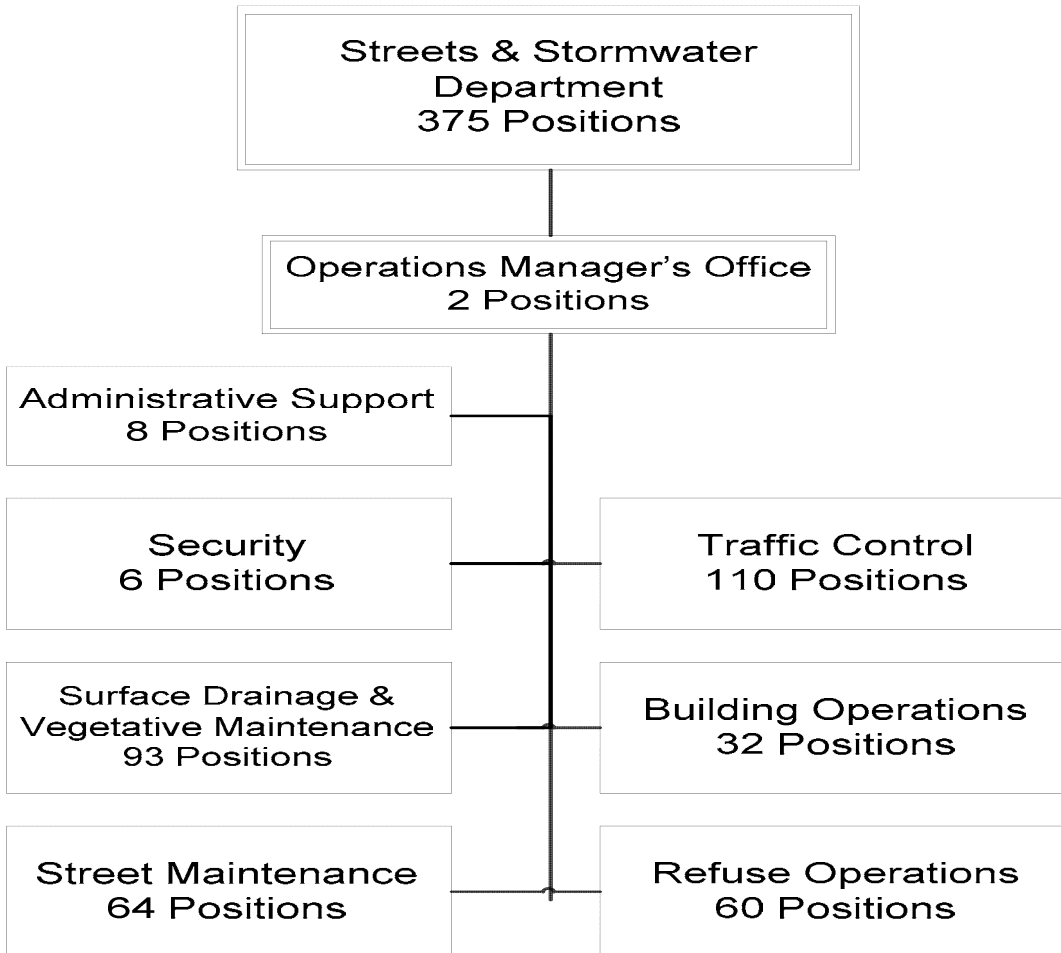 Streets & Stormwater
Department
375 Positions
Operations Manager’s Office
2 Positions
Administrative Support
8 Positions
Security
6 Positions
Traffic Control
110 Positions
Surface Drainage &
Vegetative Maintenance
93 Positions
Building Operations
32 Positions
Street Maintenance
64 Positions
Refuse Operations
60 Positions